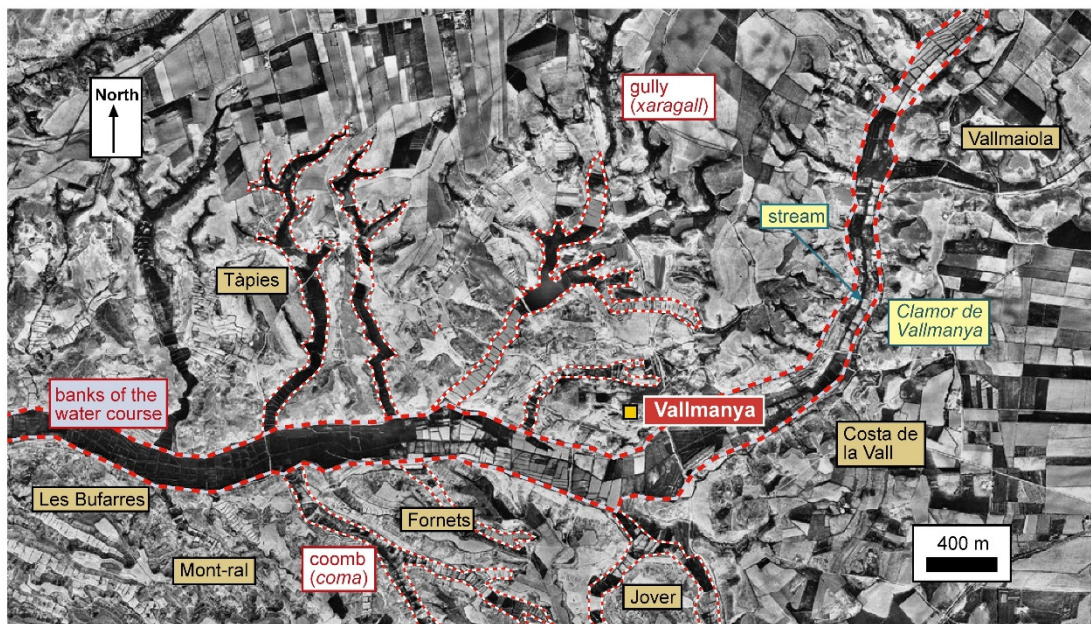 North
gully
(xaragall)
Vallmaiola
stream
Tàpies
Clamor de
Vallmanya
banks of the
water course
Vallmanya
Costa de
la Vall
Les Bufarres
Fornets
Mont-ral
coomb
(coma)
Jover
400 m